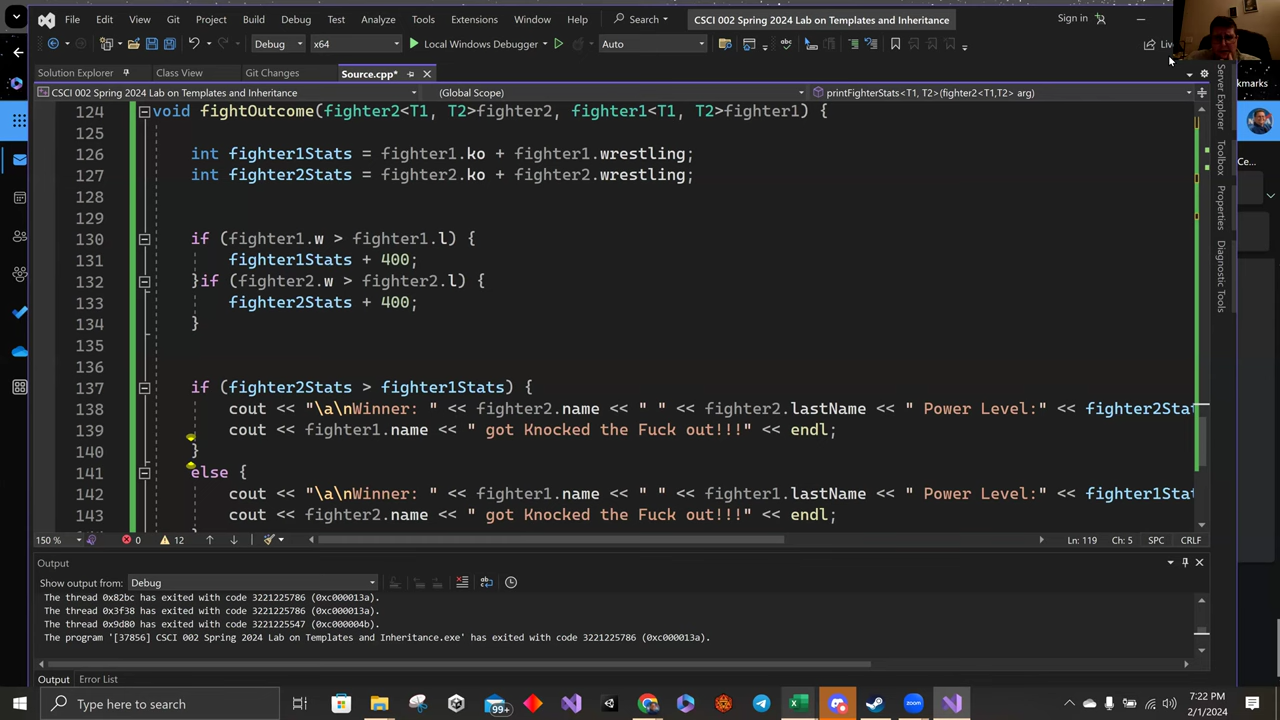 File Edit View Git Project Build Debug Test Analyze Tools Extensions Window Help Search CSCI 002 Spring 2024 Lab on Templates and Inheritance Sign in
Debug x64 Local Windows Debugger Auto Live
Solution Explorer Class View Git Changes Source.cpp*
CSCI 002 Spring 2024 Lab on Templates and Inheritance (Global Scope) printFighterStats<T1, T2>(fighter2<T1,T2> arg)
124 void fightOutcome(fighter2<T1, T2>fighter2, fighter1<T1, T2>fighter1) {
125
126 int fighter1Stats = fighter1.ko + fighter1.wrestling;
127 int fighter2Stats = fighter2.ko + fighter2.wrestling;
128
129
130 if (fighter1.w > fighter1.l) {
131 fighter1Stats + 400;
132 }if (fighter2.w > fighter2.l) {
133 fighter2Stats + 400;
134 }
135
136
137 if (fighter2Stats > fighter1Stats) {
138 cout << "\a\nWinner: " << fighter2.name << " " << fighter2.lastName << " Power Level:" << fighter2Stat
139 cout << fighter1.name << " got Knocked the Fuck out!!!" << endl;
140 }
141 else {
142 cout << "\a\nWinner: " << fighter1.name << " " << fighter1.lastName << " Power Level:" << fighter1Stat
143 cout << fighter2.name << " got Knocked the Fuck out!!!" << endl;
150 % 0 12 Ln: 119 Ch: 5 SPC CRLF
Output
Show output from: Debug
The thread 0x82bc has exited with code 3221225786 (0xc000013a).
The thread 0x3f38 has exited with code 3221225786 (0xc000013a).
The thread 0x9d80 has exited with code 3221225547 (0xc000004b).
The program '[37856] CSCI 002 Spring 2024 Lab on Templates and Inheritance.exe' has exited with code 3221225786 (0xc000013a).
Output Error List
Server Explorer
Toolbox
Properties
Diagnostic Tools
kmarks
Ce...
Type here to search
99+
zoom
7:22 PM
2/1/2024